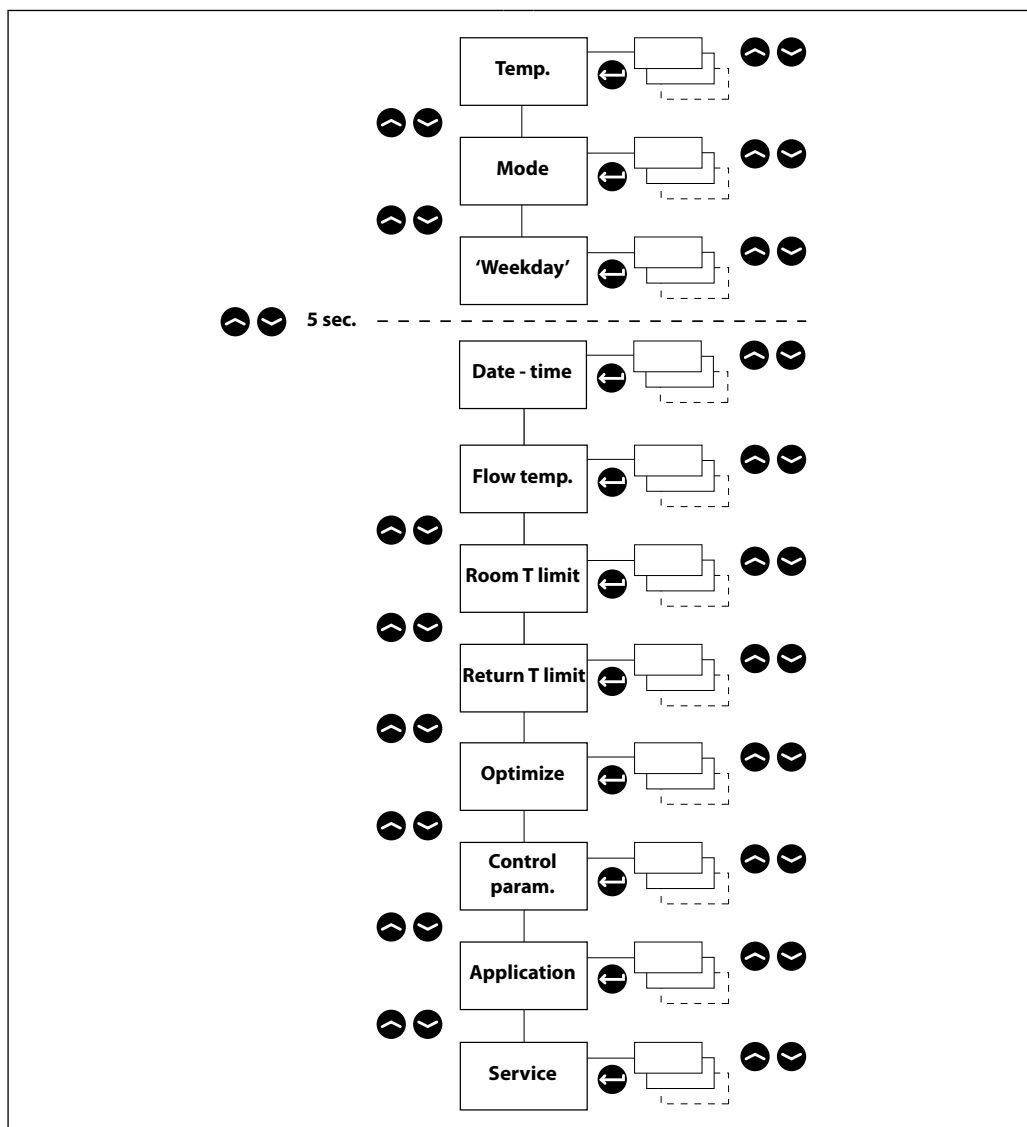 Temp.
Mode
‘Weekday’
5 sec.
Date - time
Flow temp.
Room T limit
Return T limit
Optimize
Control
param.
Application
Service